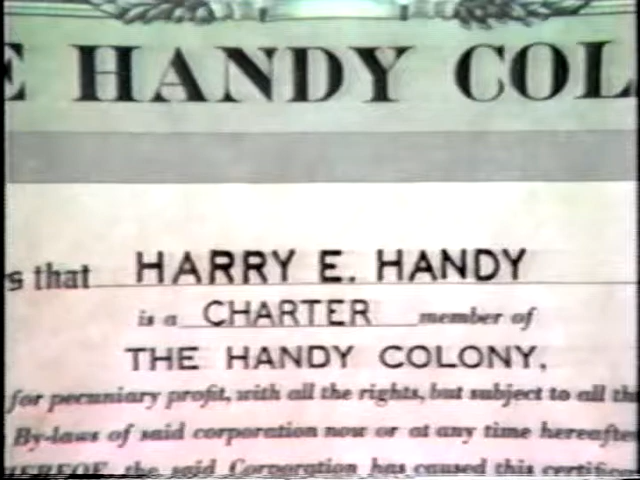 E HANDY COL
s that HARRY E. HANDY
is a CHARTER member of
THE HANDY COLONY,
for pecuniary profit, with all the rights, but subject to all th
By-laws of said corporation now or at any time hereafte
HEREOF, the said Corporation has caused this certific